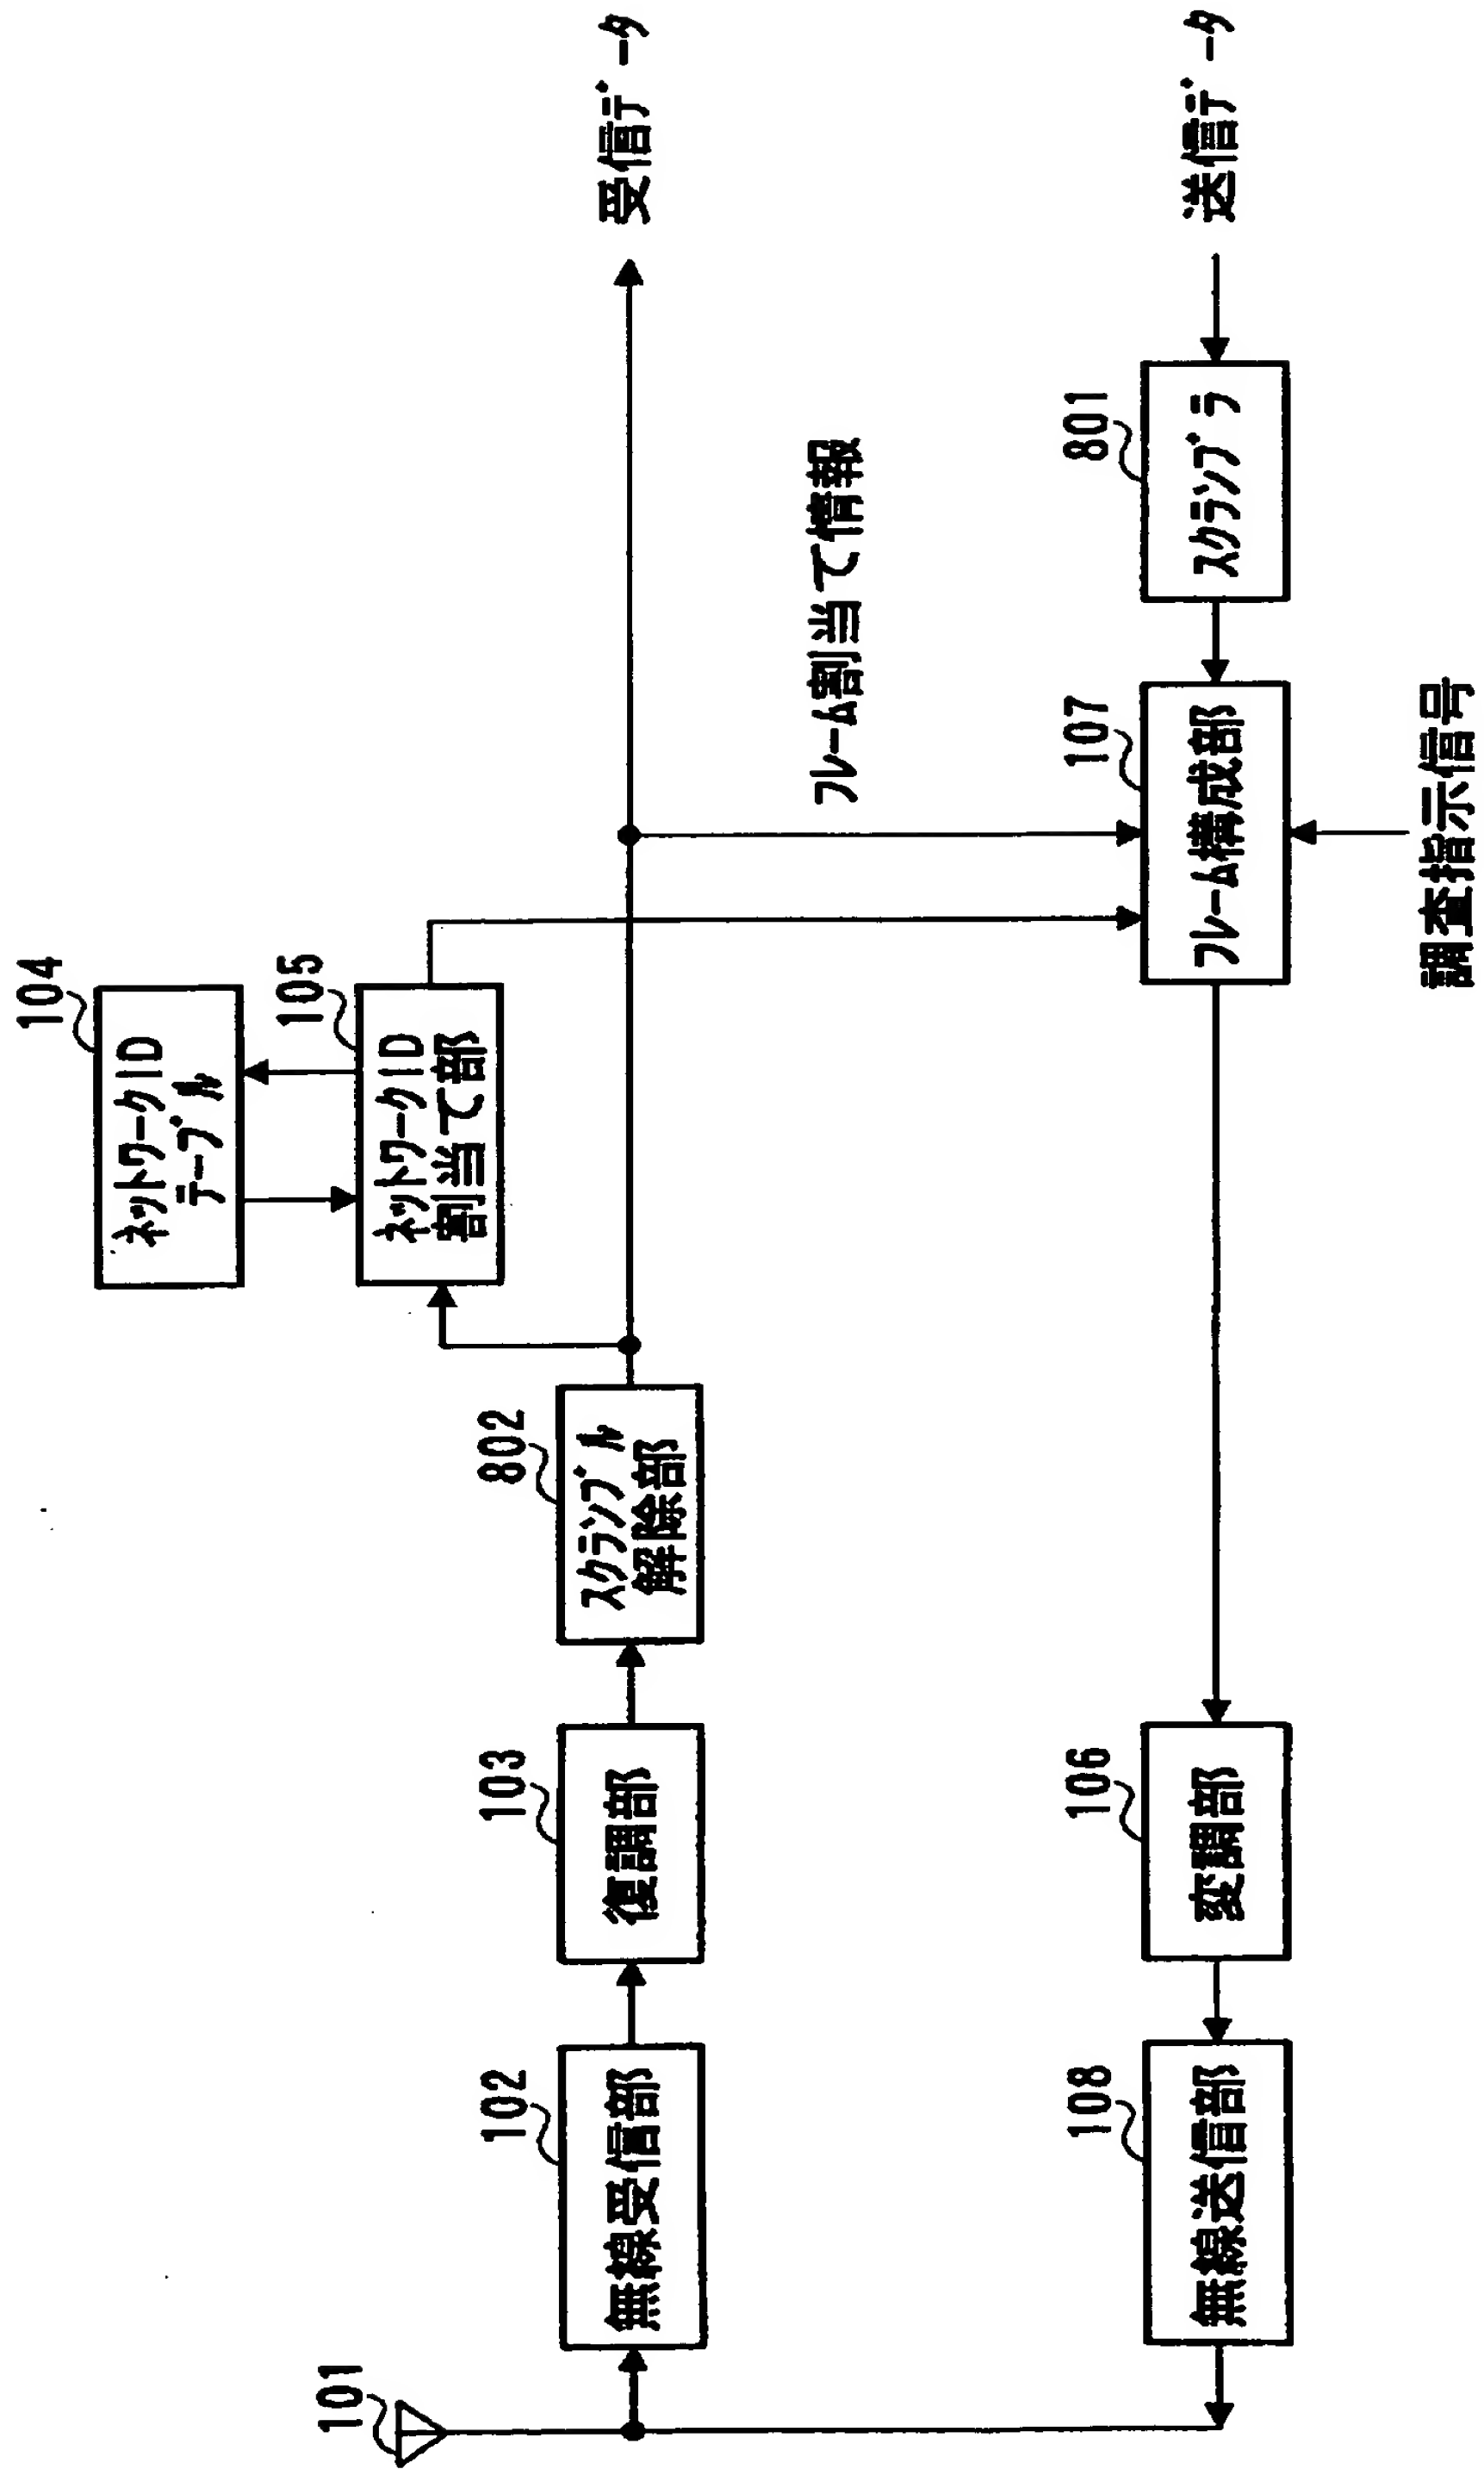 101
102
無線受信部
103
復調部
802
スクランブル
解除部
104
ネットワークID
テーブル
105
ネットワークID
割当て部
受信データ
フレーム割当て情報
108
無線送信部
106
変調部
107
フレーム構成部
801
スクランブラ
送信データ
調査指示信号